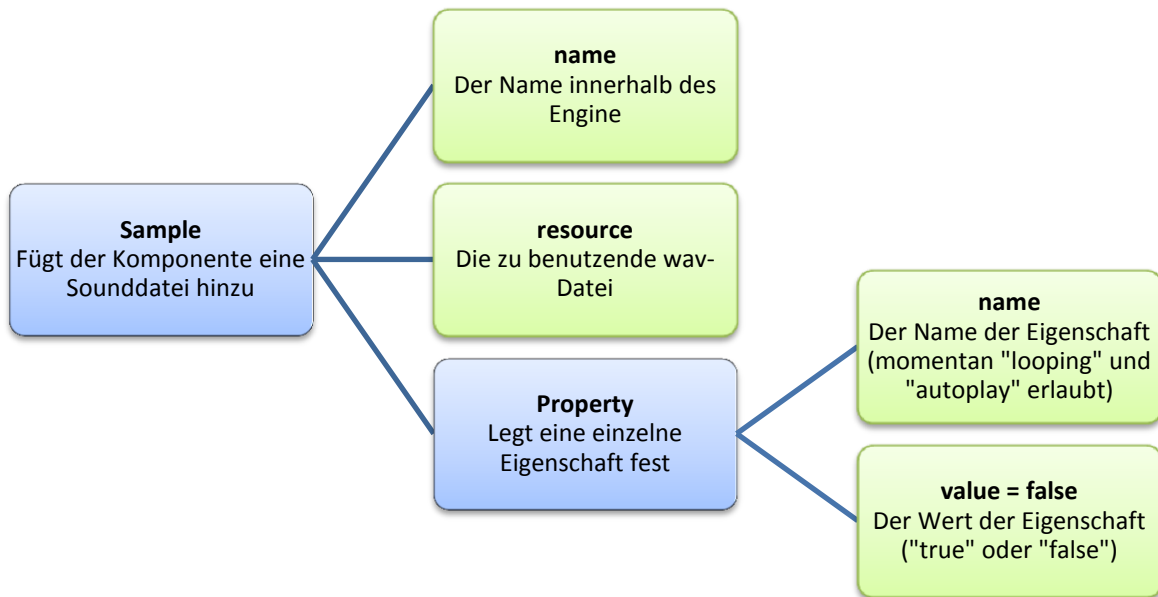 name
Der Name innerhalb des
Engine
Sample
Fügt der Komponente eine
Sounddatei hinzu
resource
Die zu benutzende wav-
Datei
Property
Legt eine einzelne
Eigenschaft fest
name
Der Name der Eigenschaft
(momentan "looping" und
"autoplay" erlaubt)
value = false
Der Wert der Eigenschaft
("true" oder "false")